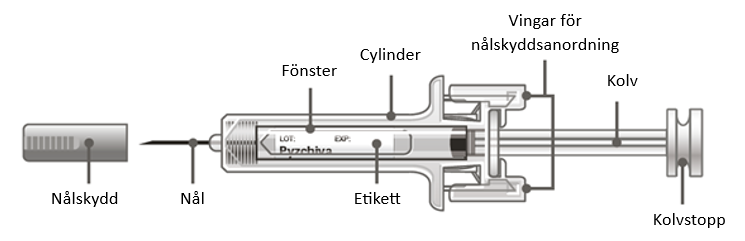 Vingar för
nålskyddsanordning
Cylinder
Fönster
Kolv
LOT: EXP:
Pyzchiva
Nålskydd
Nål
Etikett
Kolvstopp